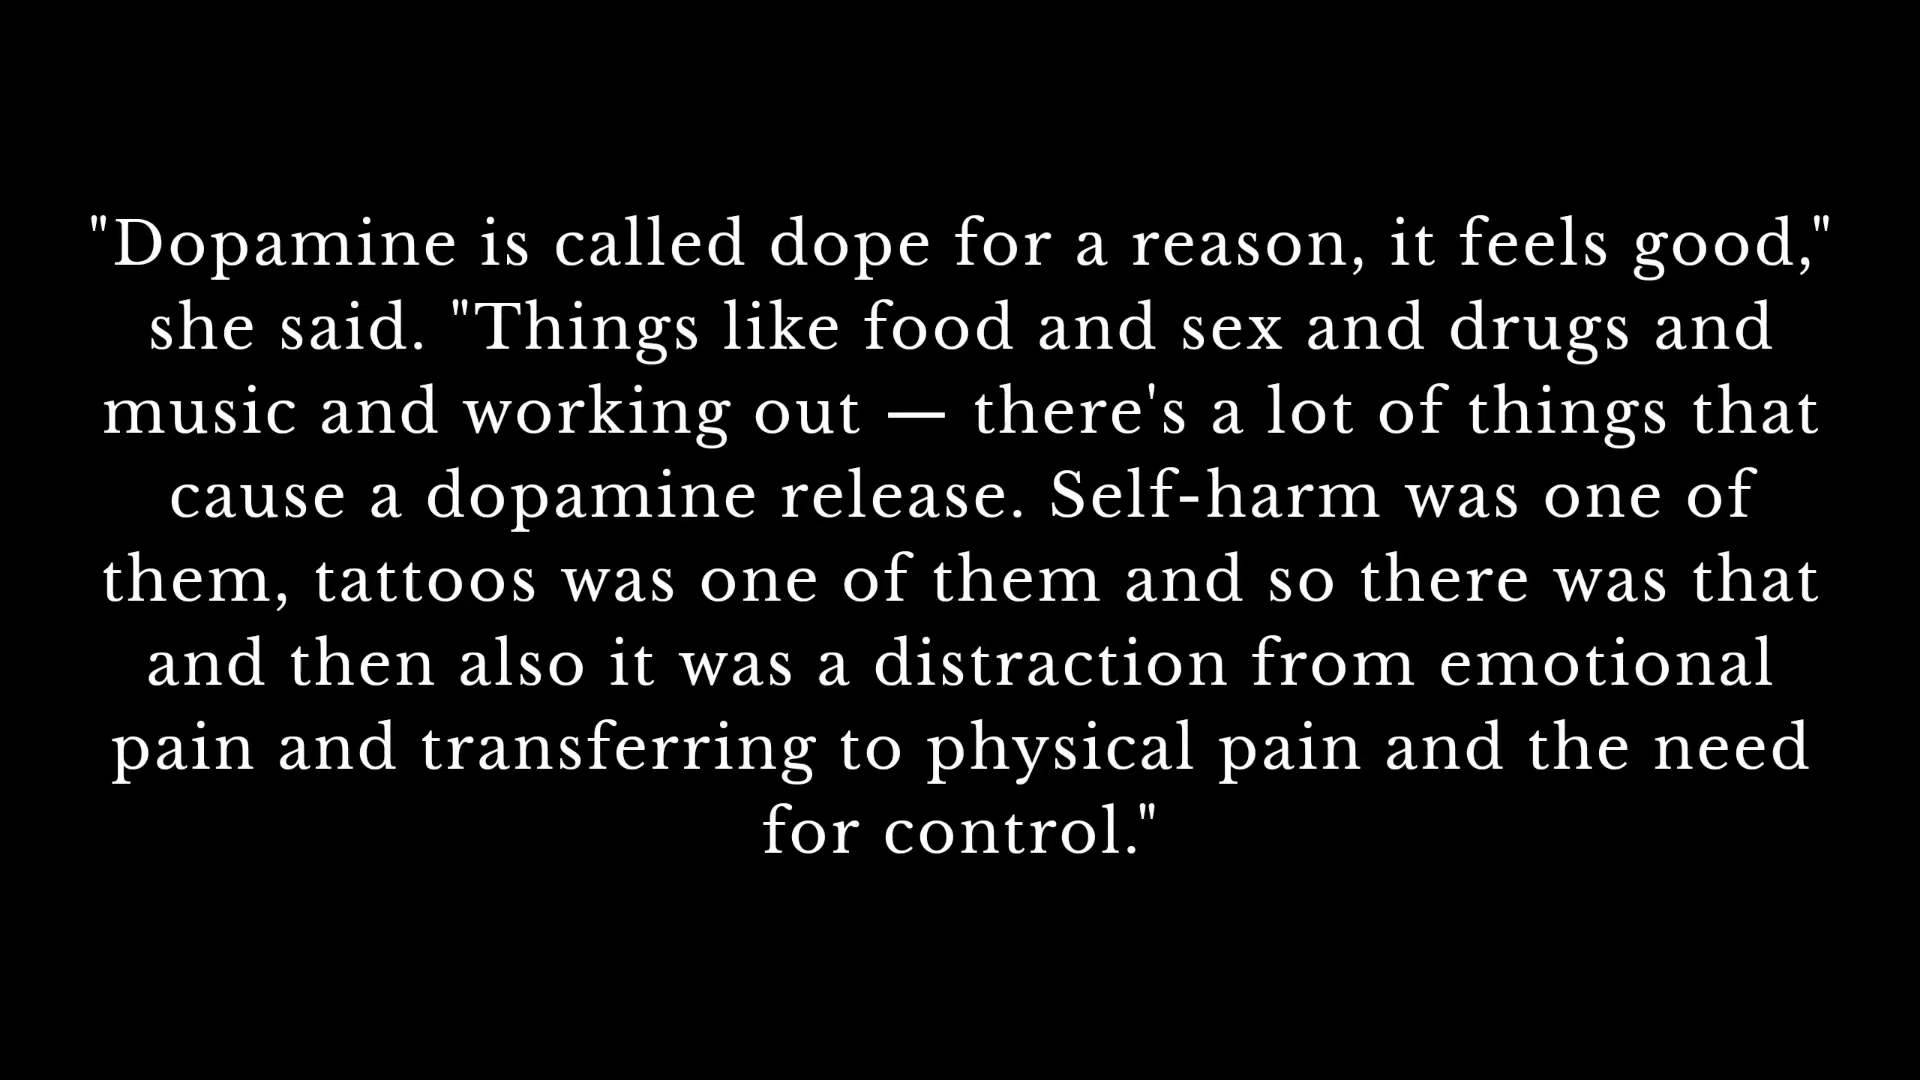 "Dopamine is called dope for a reason, it feels good,"
she said. "Things like food and sex and drugs and
music and working out — there's a lot of things that
cause a dopamine release. Self-harm was one of
them, tattoos was one of them and so there was that
and then also it was a distraction from emotional
pain and transferring to physical pain and the need
for control."